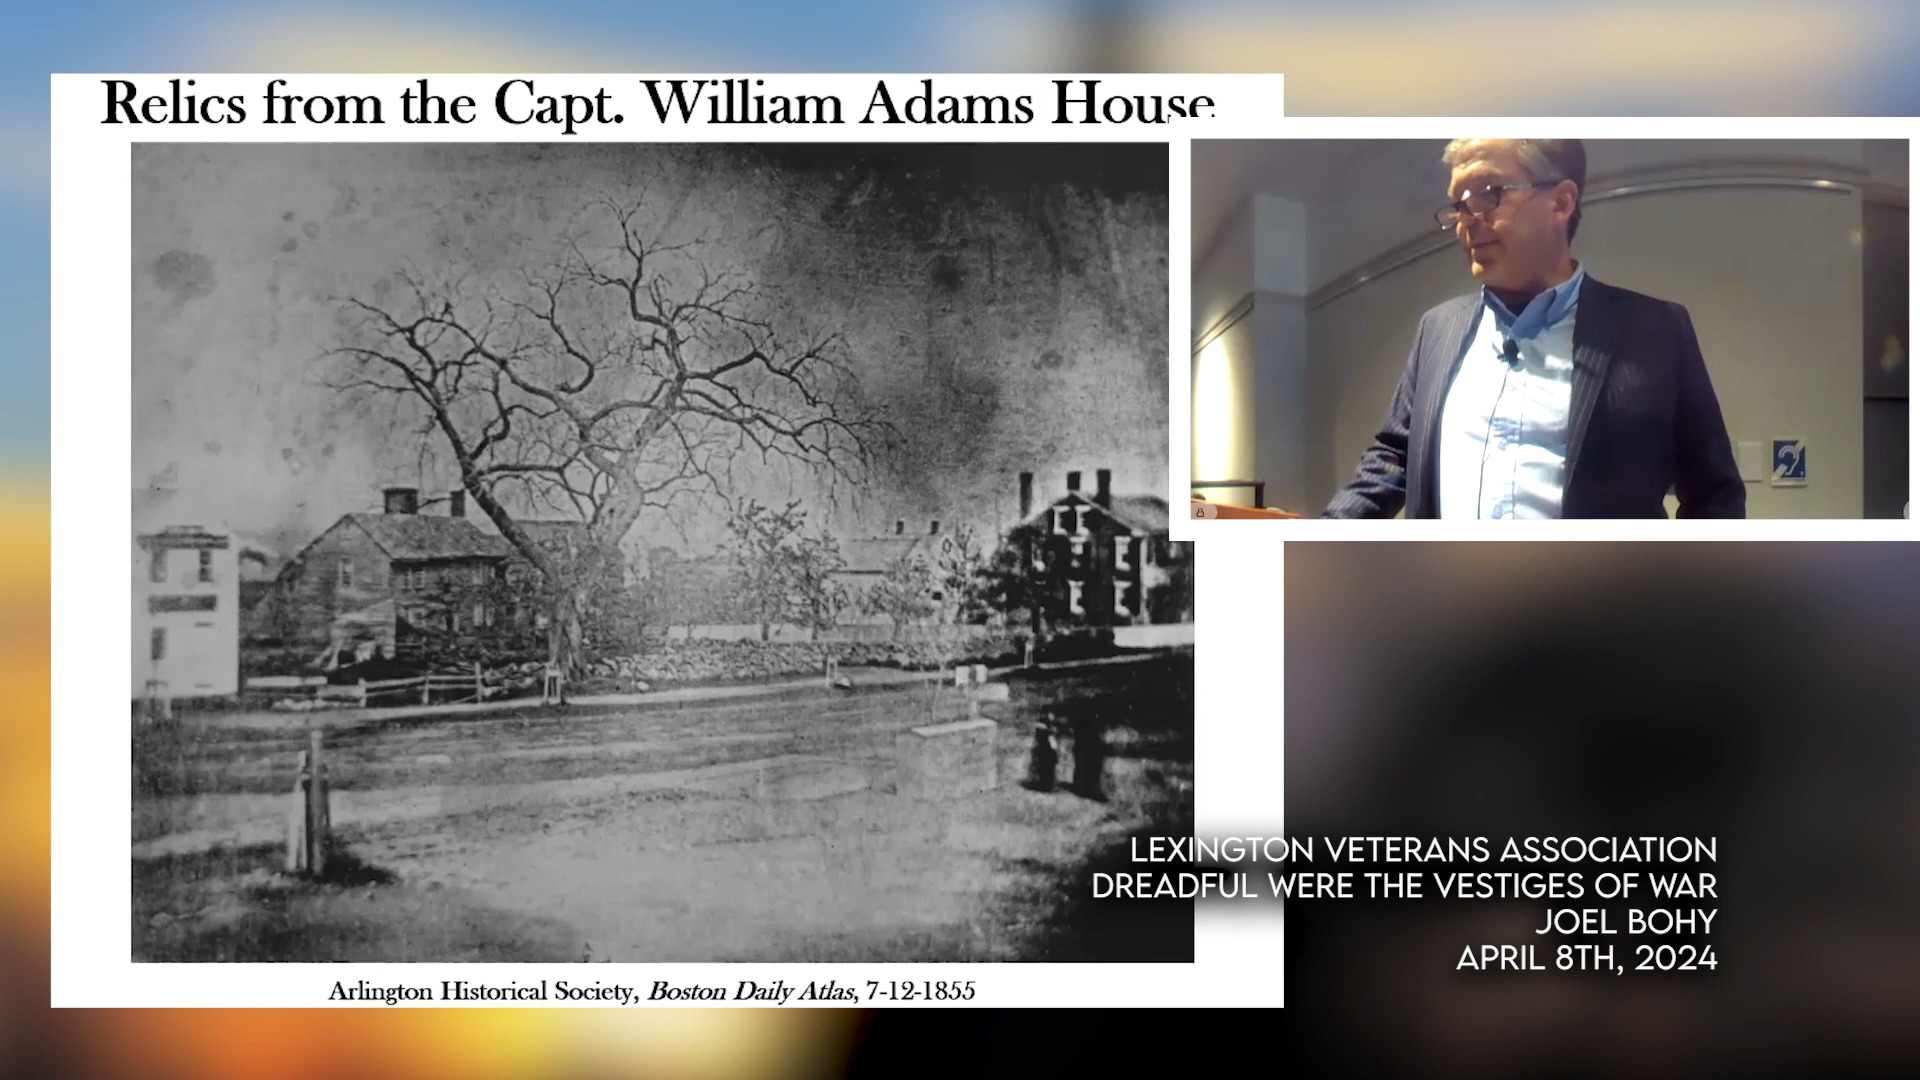 Relics from the Capt. William Adams House
Arlington Historical Society, Boston Daily Atlas, 7-12-1855
LEXINGTON VETERANS ASSOCIATION
DREADFUL WERE THE VESTIGES OF WAR
JOEL BOHY
APRIL 8TH, 2024